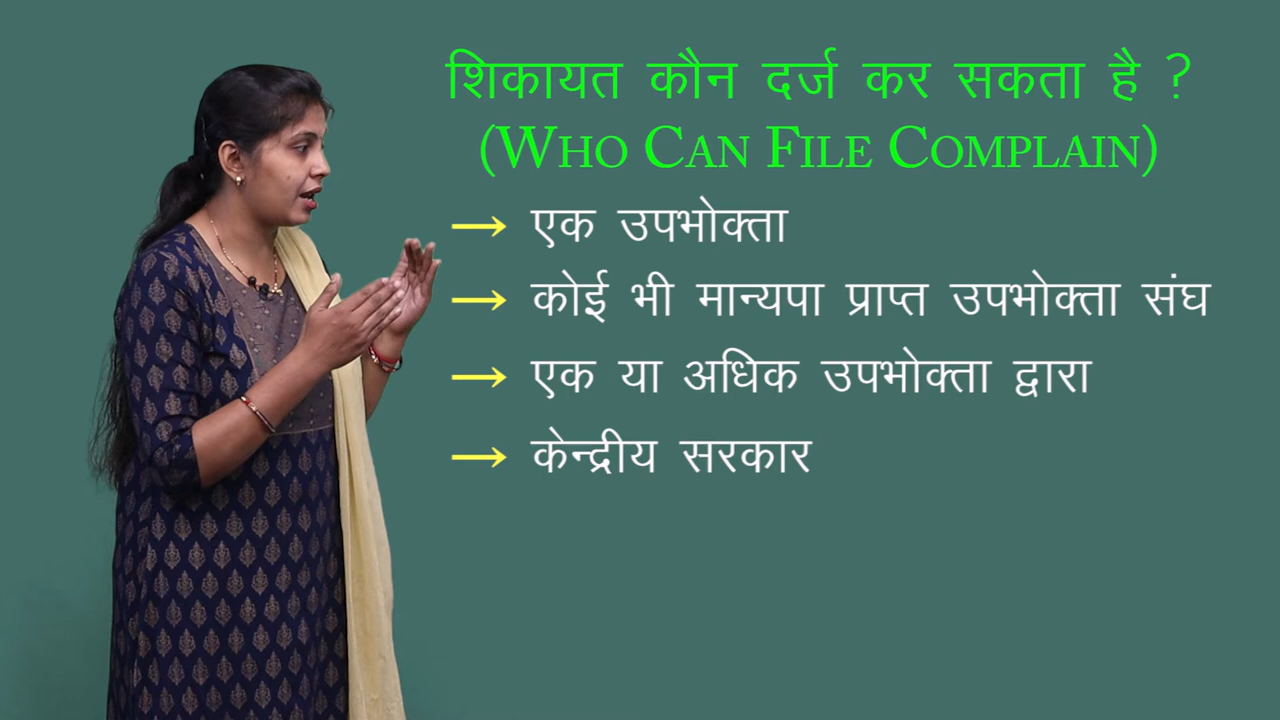 शिकायत कौन दर्ज कर सकता है ?
(Who Can File Complain)
→ एक उपभोक्ता
→ कोई भी मान्यपा प्राप्त उपभोक्ता संघ
→ एक या अधिक उपभोक्ता द्वारा
→ केन्द्रीय सरकार